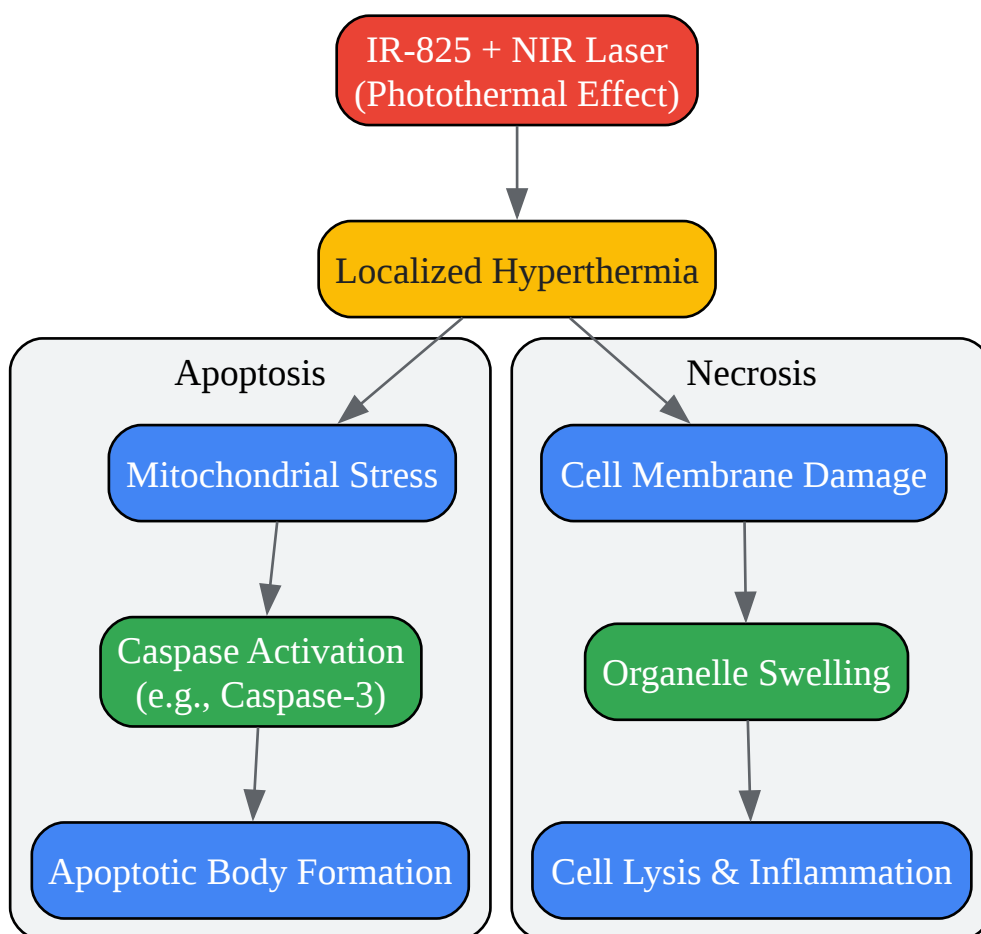 IR-825 + NIR Laser
(Photothermal Effect)
Localized Hyperthermia
Apoptosis
Mitochondrial Stress
Caspase Activation
(e.g., Caspase-3)
Apoptotic Body Formation
Necrosis
Cell Membrane Damage
Organelle Swelling
Cell Lysis & Inflammation